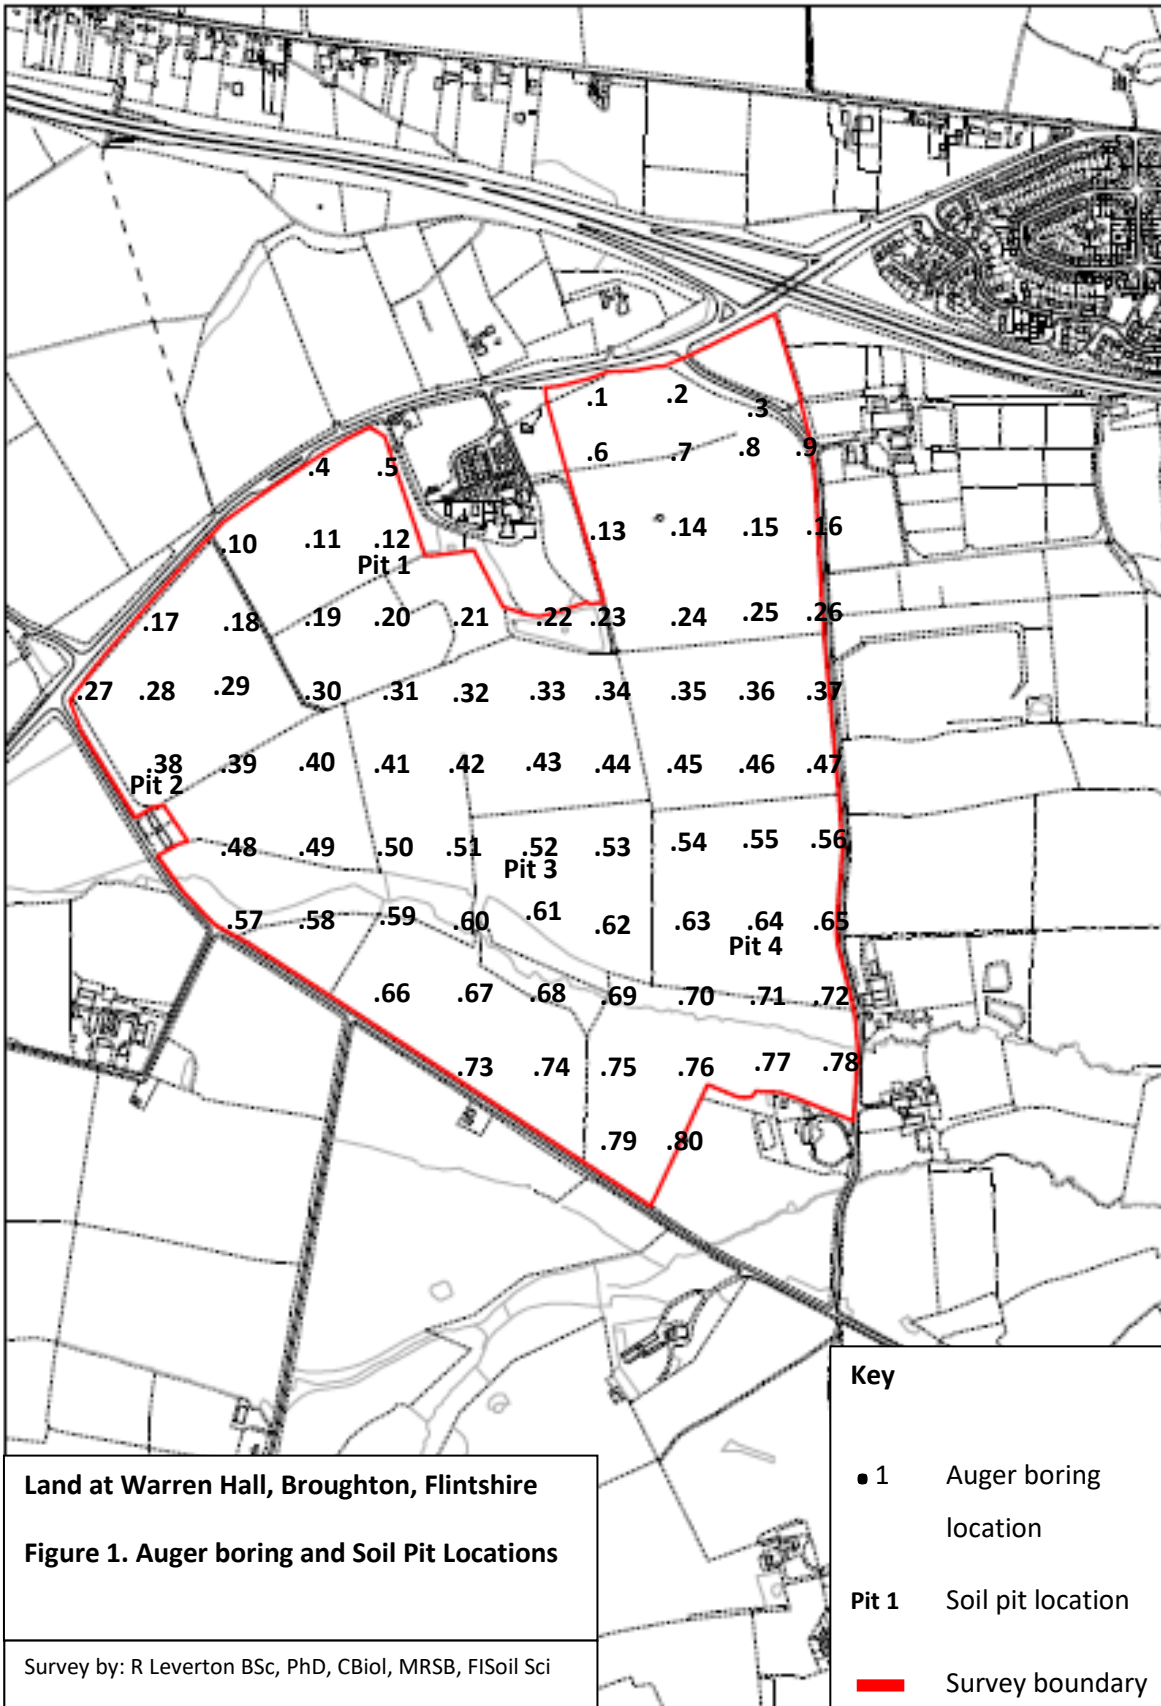 .1 .2 .3
.4 .5 .6 .7 .8 .9
.10 .11 .12 .13 .14 .15 .16
Pit 1
.17 .18 .19 .20 .21 .22 .23 .24 .25 .26
.27 .28 .29 .30 .31 .32 .33 .34 .35 .36 .37
.38 .39 .40 .41 .42 .43 .44 .45 .46 .47
Pit 2
.48 .49 .50 .51 .52 .53 .54 .55 .56
Pit 3
.57 .58 .59 .60 .61 .62 .63 .64 .65
Pit 4
.66 .67 .68 .69 .70 .71 .72
.73 .74 .75 .76 .77 .78
.79 .80
Key
• 1 Auger boring
location
Pit 1 Soil pit location
Survey boundary
Land at Warren Hall, Broughton, Flintshire
Figure 1. Auger boring and Soil Pit Locations
Survey by: R Leverton BSc, PhD, CBiol, MRSB, FISoil Sci